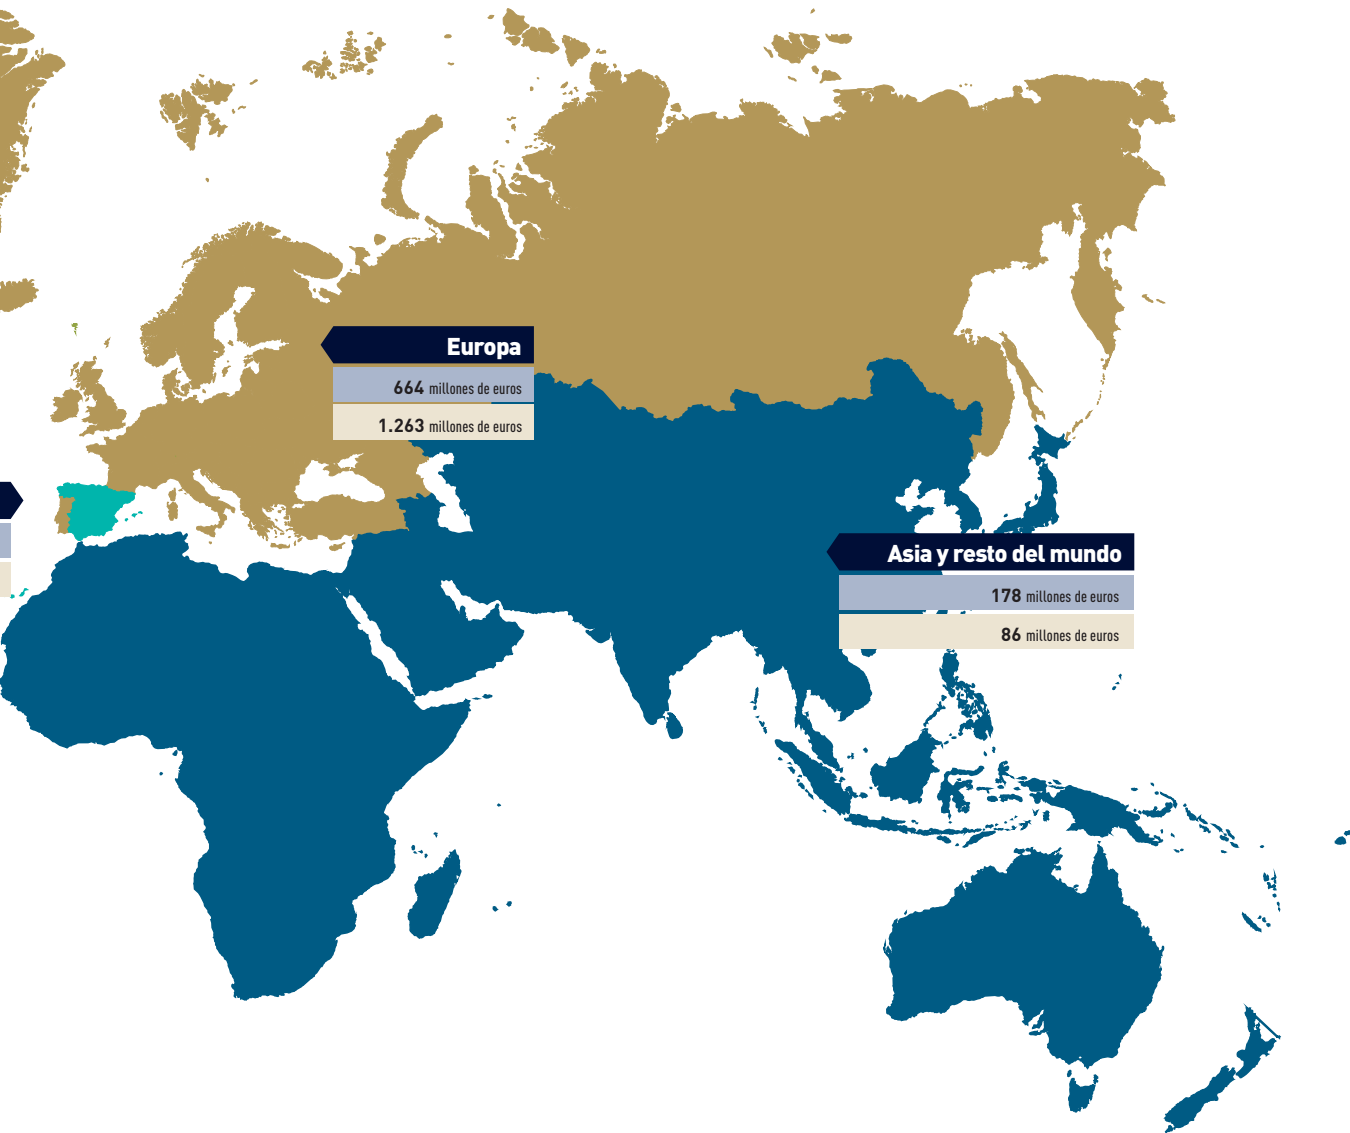 Europa
664 millones de euros
1.263 millones de euros
Asia y resto del mundo
178 millones de euros
86 millones de euros